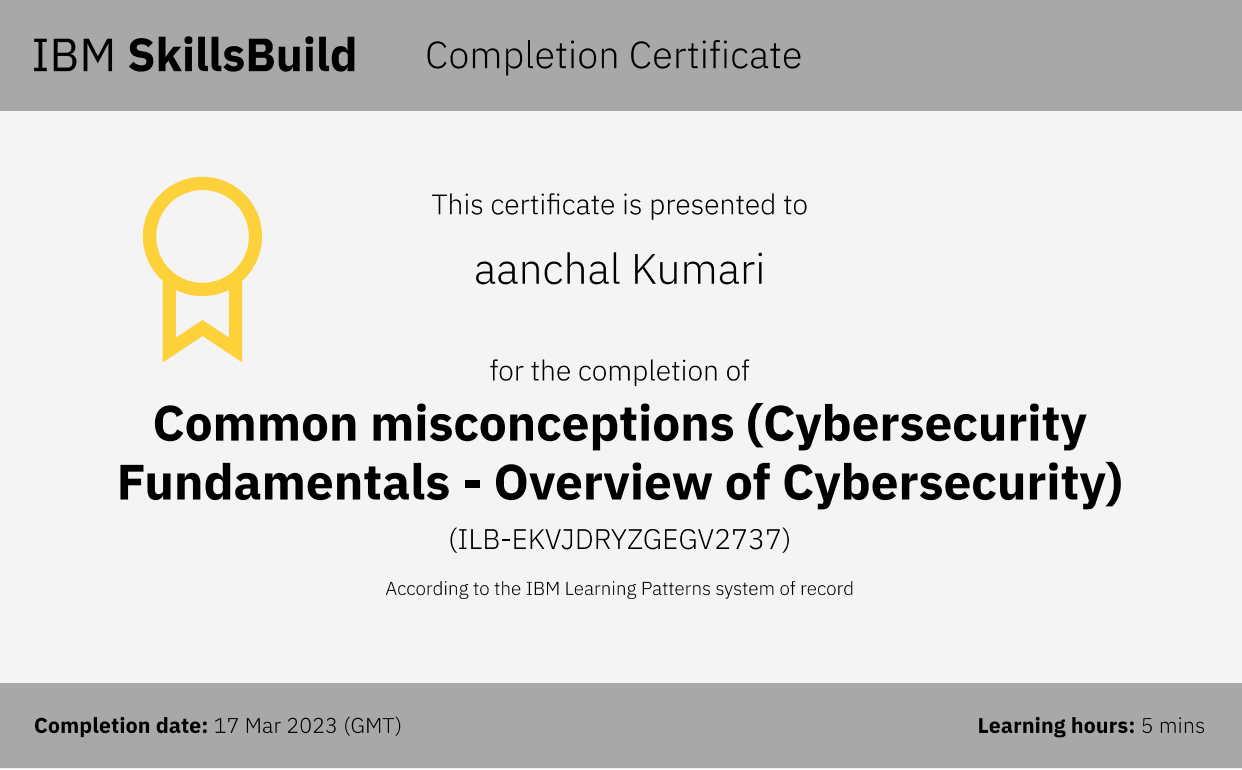 IBM SkillsBuild Completion Certificate
This certificate is presented to
aanchal Kumari
for the completion of
Common misconceptions (Cybersecurity
Fundamentals - Overview of Cybersecurity)
(ILB-EKVJDRYZGEGV2737)
According to the IBM Learning Patterns system of record
Completion date: 17 Mar 2023 (GMT)
Learning hours: 5 mins